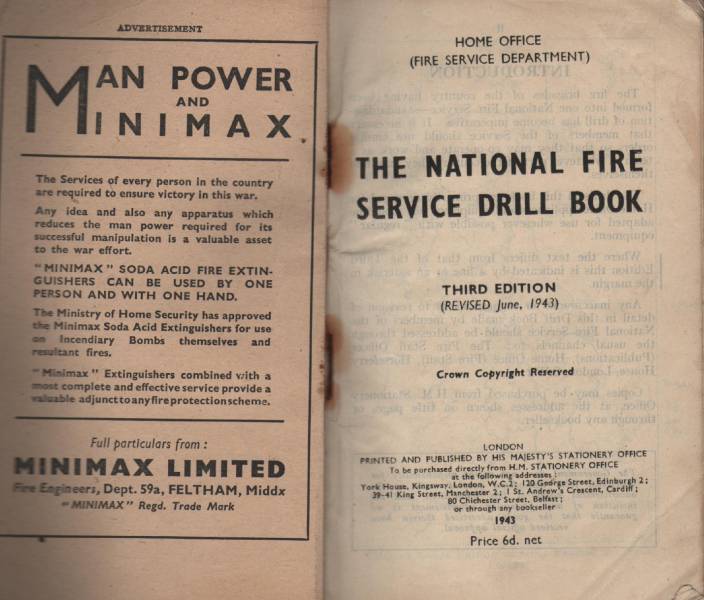 ADVERTISEMENT
MAN POWER
AND
MINIMAX
The Services of every person in the country
are required to ensure victory in this war.
Any idea and also any apparatus which
reduces the man power required for its
successful manipulation is a valuable asset
to the war effort.
"MINIMAX" SODA ACID FIRE EXTIN-
GUISHERS CAN BE USED BY ONE
PERSON AND WITH ONE HAND.
The Ministry of Home Security has approved
the Minimax Soda Acid Extinguishers for use
on Incendiary Bombs themselves and
resultant fires.
"Minimax" Extinguishers combined with a
most complete and effective service provide a
valuable adjunct to any fire protection scheme.
Full particulars from :
MINIMAX LIMITED
Fire Engineers, Dept. 59a, FELTHAM, Middx
"MINIMAX" Regd. Trade Mark
HOME OFFICE
(FIRE SERVICE DEPARTMENT)
THE NATIONAL FIRE
SERVICE DRILL BOOK
THIRD EDITION
(REVISED June, 1943)
Crown Copyright Reserved
LONDON
PRINTED AND PUBLISHED BY HIS MAJESTY'S STATIONERY OFFICE
To be purchased directly from H.M. STATIONERY OFFICE
at the following addresses :
York House, Kingsway, London, W.C.2 ; 120 George Street, Edinburgh 2 ;
39-41 King Street, Manchester 2 ; 1 St. Andrew's Crescent, Cardiff ;
80 Chichester Street, Belfast ;
or through any bookseller
1943
Price 6d. net